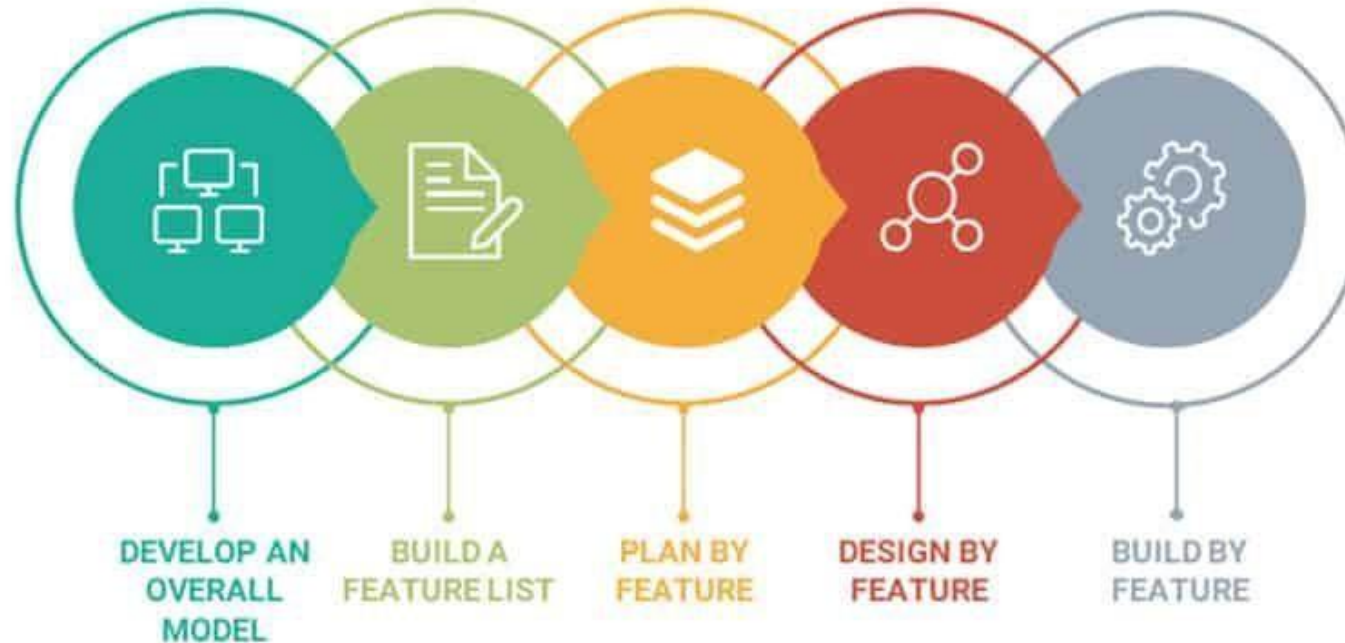 DEVELOP AN
OVERALL
MODEL
BUILD A
FEATURE LIST
PLAN BY
FEATURE
DESIGN BY
FEATURE
BUILD BY
FEATURE